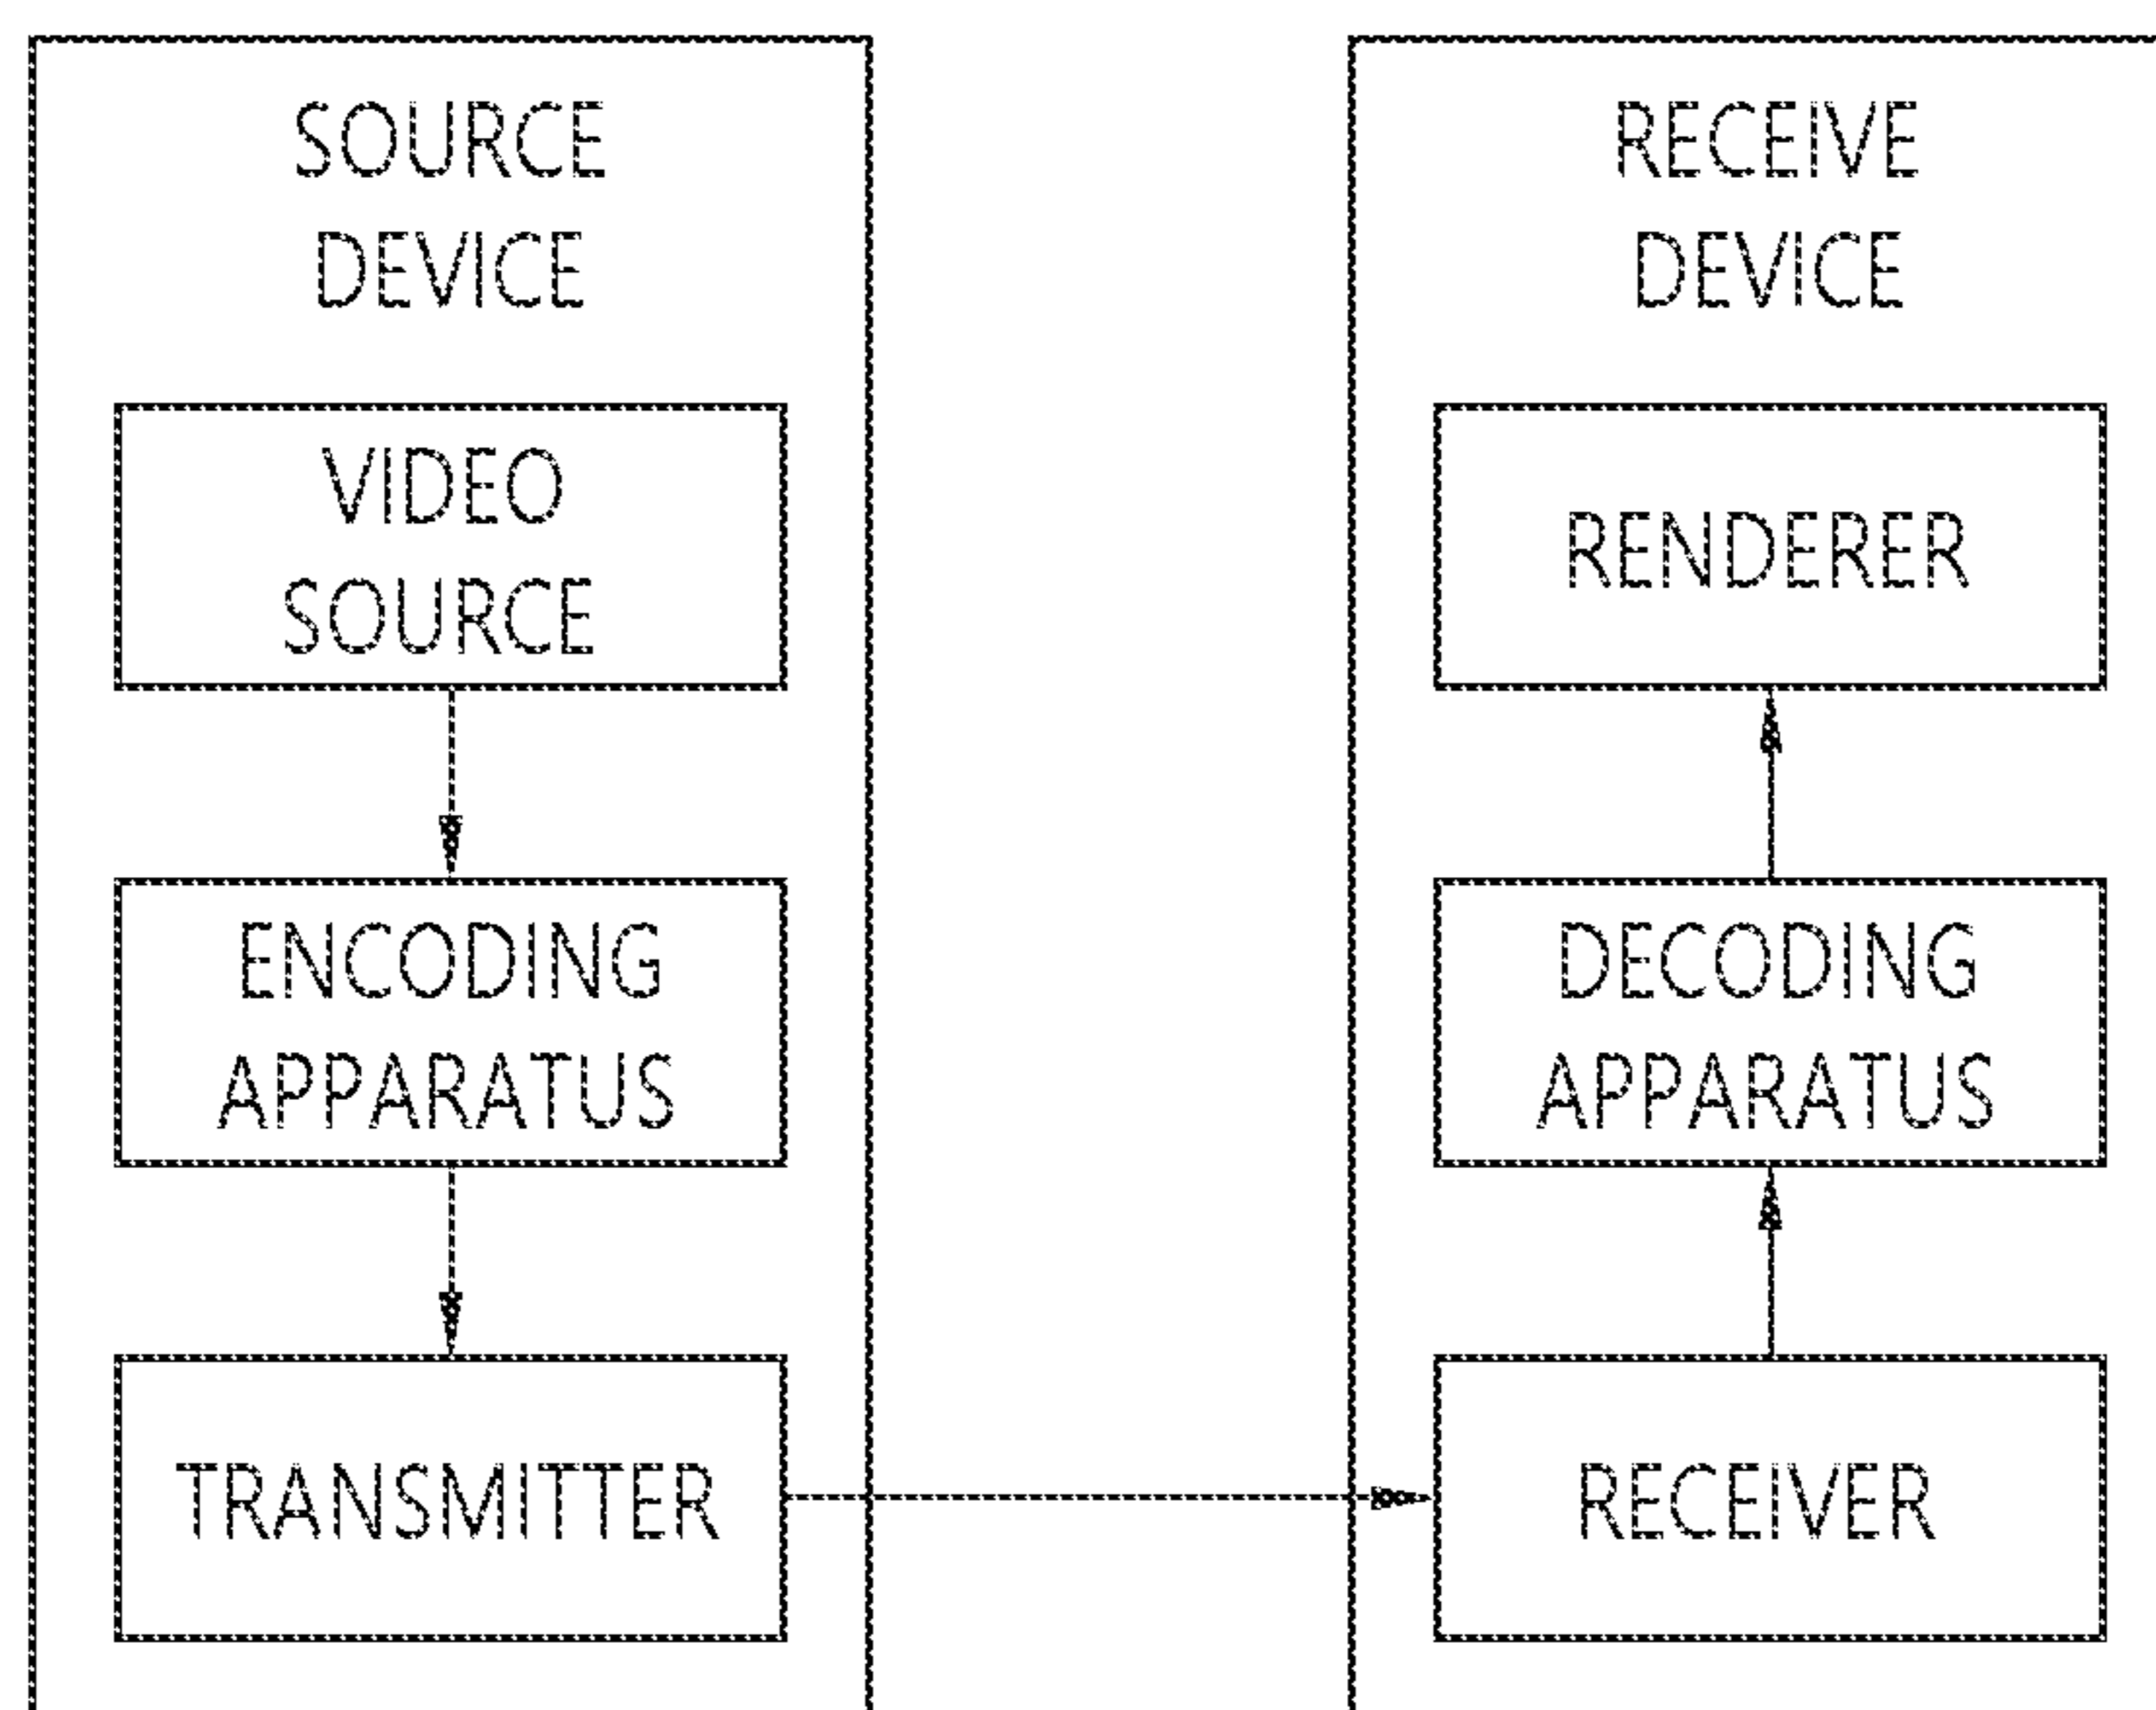 SOURCE
DEVICE
VIDEO
SOURCE
ENCODING
APPARATUS
TRANSMITTER
RECEIVE
DEVICE
RENDERER
DECODING
APPARATUS
RECEIVER